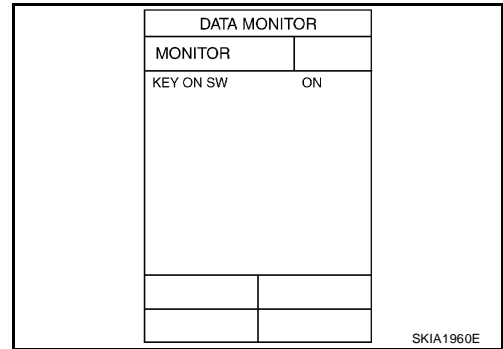 DATA MONITOR
MONITOR
KEY ON SW ON
SKIA1960E